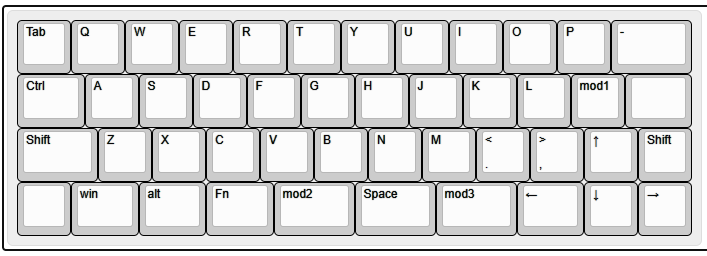 Tab Q W E R T Y U I O P -
Ctrl A S D F G H J K L mod1
Shift Z X C V B N M < > ↑ Shift
. ,
win alt Fn mod2 Space mod3 ← ↓ →